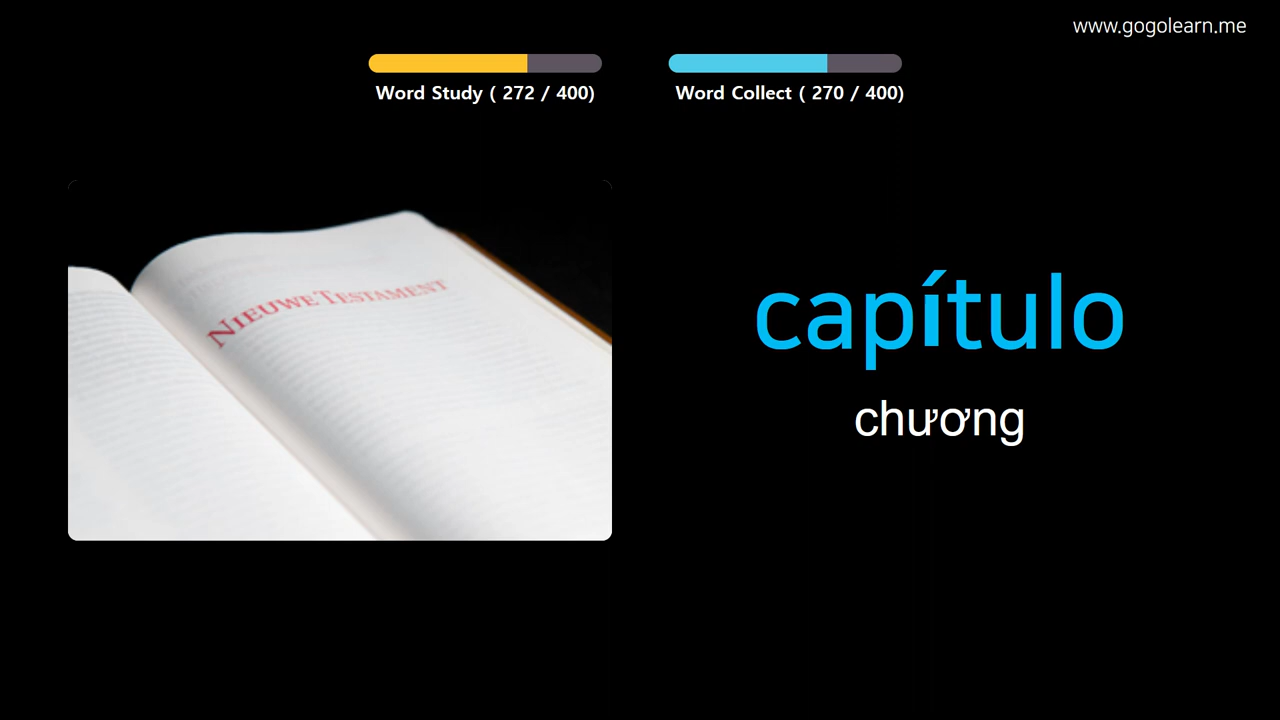 www.gogolearn.me
Word Study ( 272 / 400)
Word Collect ( 270 / 400)
NIEUWE TESTAMENT
capítulo
chương